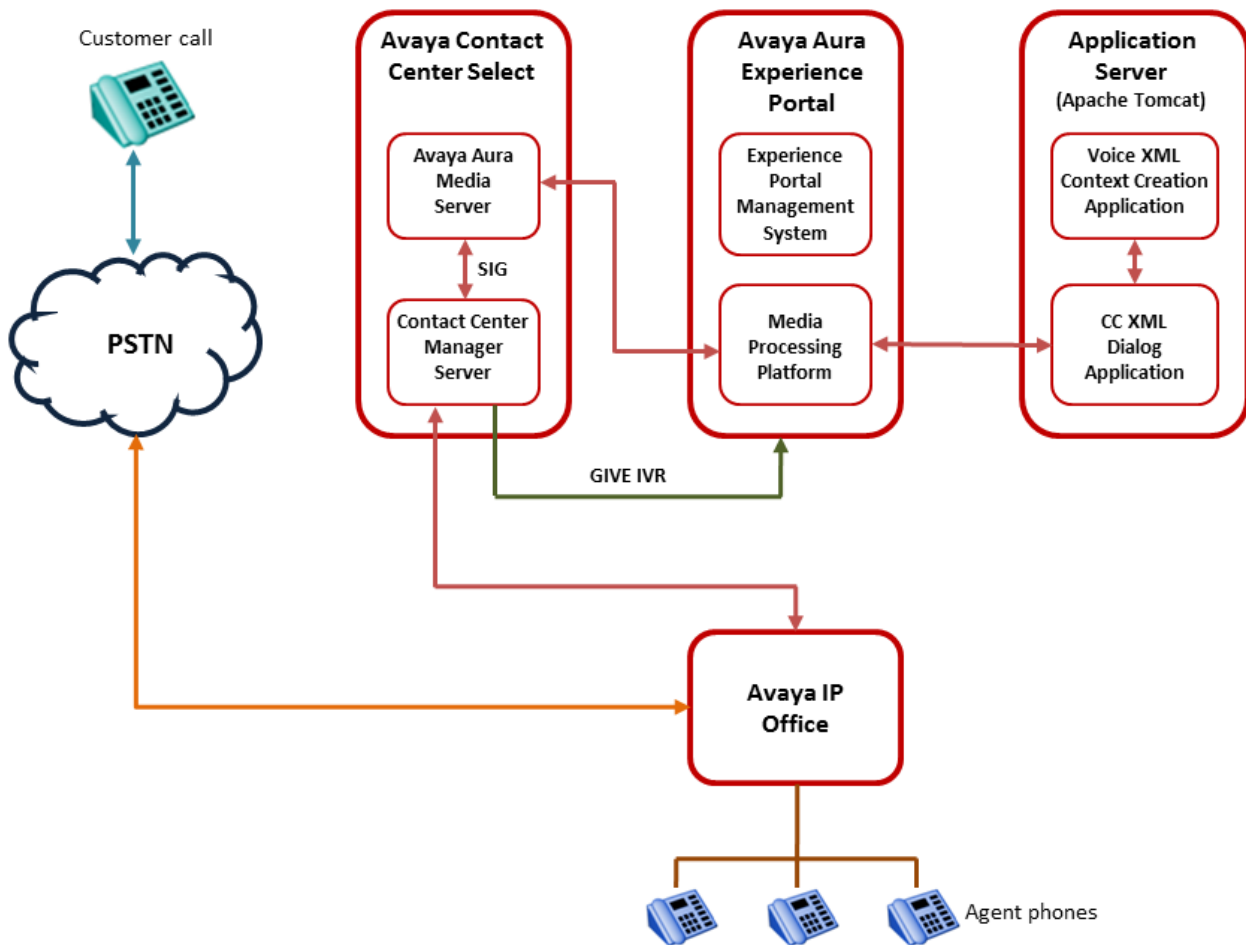 Customer call
PSTN
Avaya Contact
Center Select
Avaya Aura
Media
Server
SIG
Contact Center
Manager
Server
Avaya Aura
Experience
Portal
Experience
Portal
Management
System
Media
Processing
Platform
Application
Server
(Apache Tomcat)
Voice XML
Context Creation
Application
CC XML
Dialog
Application
GIVE IVR
Avaya IP
Office
Agent phones